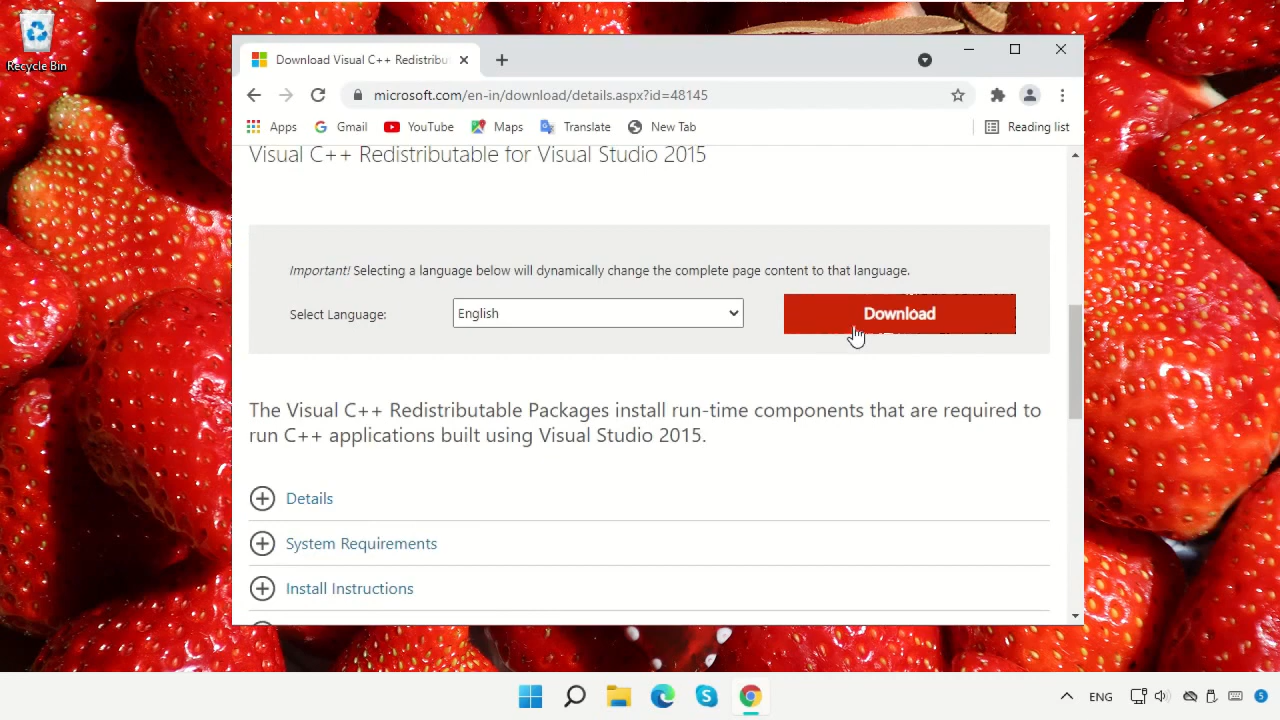 Recycle Bin
Download Visual C++ Redistribu
microsoft.com/en-in/download/details.aspx?id=48145
Apps Gmail YouTube Maps Translate New Tab Reading list
Visual C++ Redistributable for Visual Studio 2015
Important! Selecting a language below will dynamically change the complete page content to that language.
Select Language: English Download
The Visual C++ Redistributable Packages install run-time components that are required to
run C++ applications built using Visual Studio 2015.
Details
System Requirements
Install Instructions
ENG 5